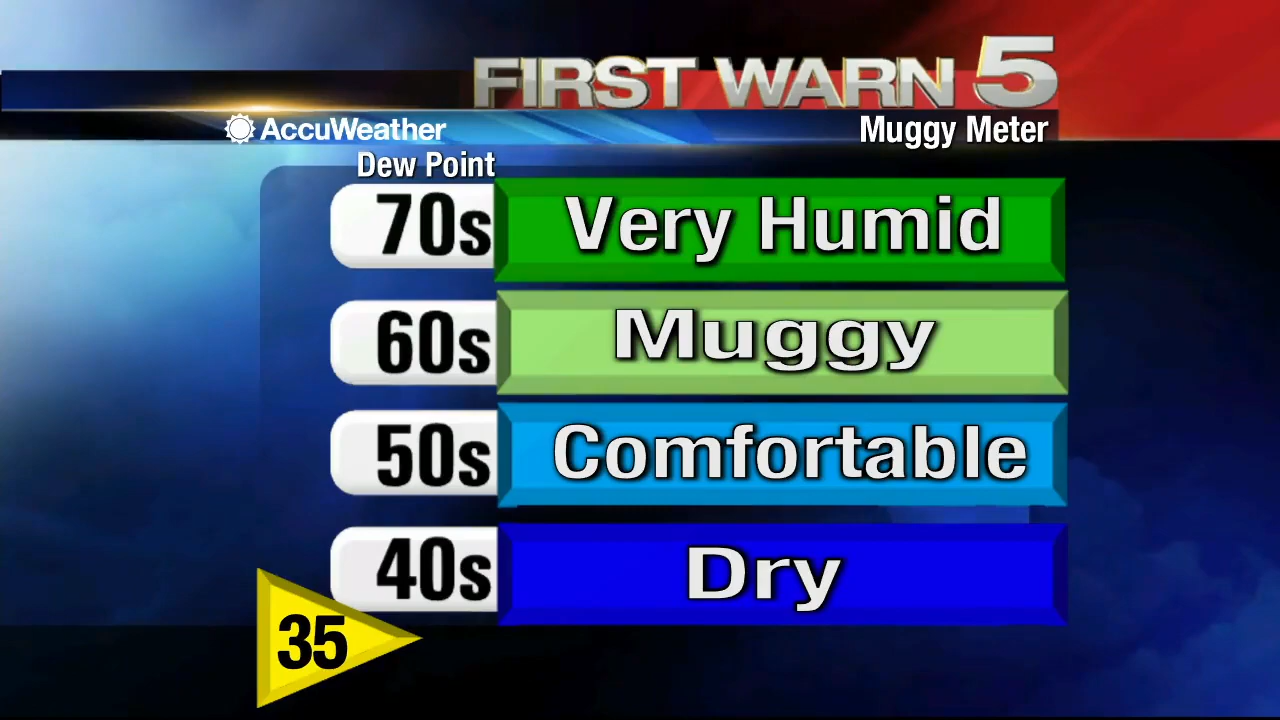 FIRST WARN 5
AccuWeather
Muggy Meter
Dew Point
70s Very Humid
60s Muggy
50s Comfortable
40s Dry
35